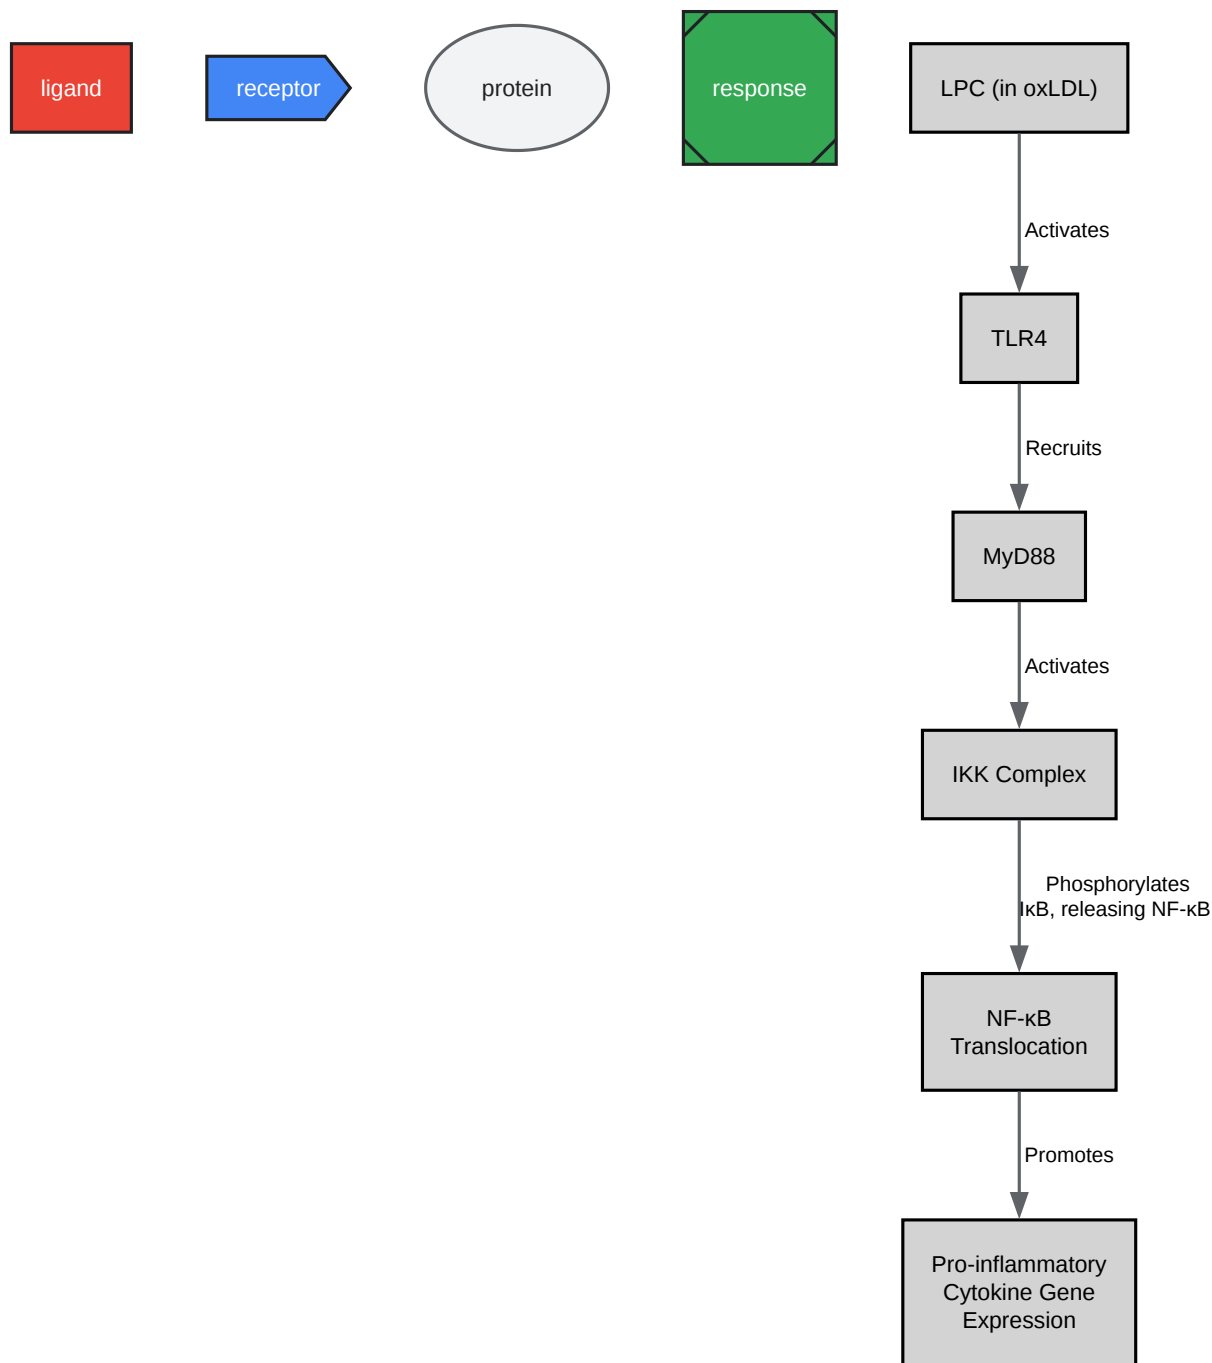 ligand
receptor
protein
response
LPC (in oxLDL)
Activates
TLR4
Recruits
MyD88
Activates
IKK Complex
Phosphorylates
IκB, releasing NF-κB
NF-κB
Translocation
Promotes
Pro-inflammatory
Cytokine Gene
Expression